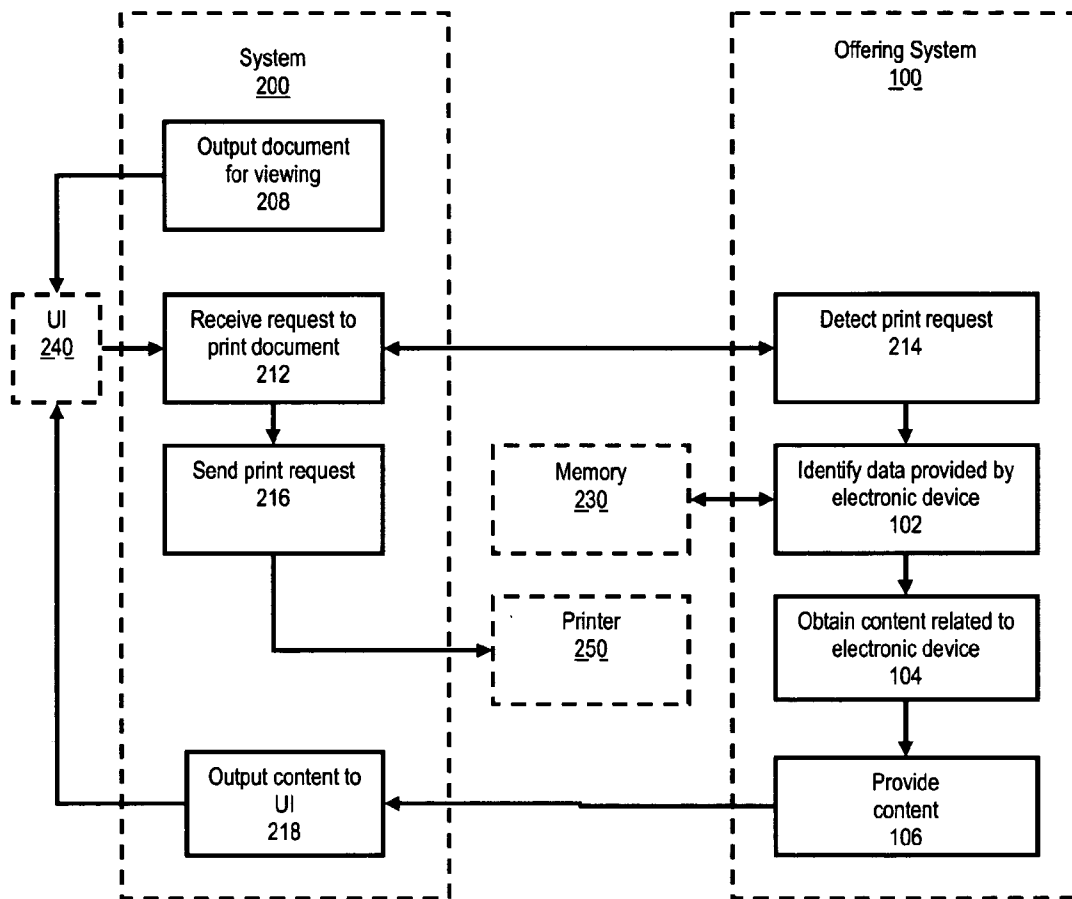 System
200
Output document
for viewing
208
UI
240
Receive request to
print document
212
Send print request
216
Output content to
UI
218
Memory
230
Printer
250
Offering System
100
Detect print request
214
Identify data provided by
electronic device
102
Obtain content related to
electronic device
104
Provide
content
106